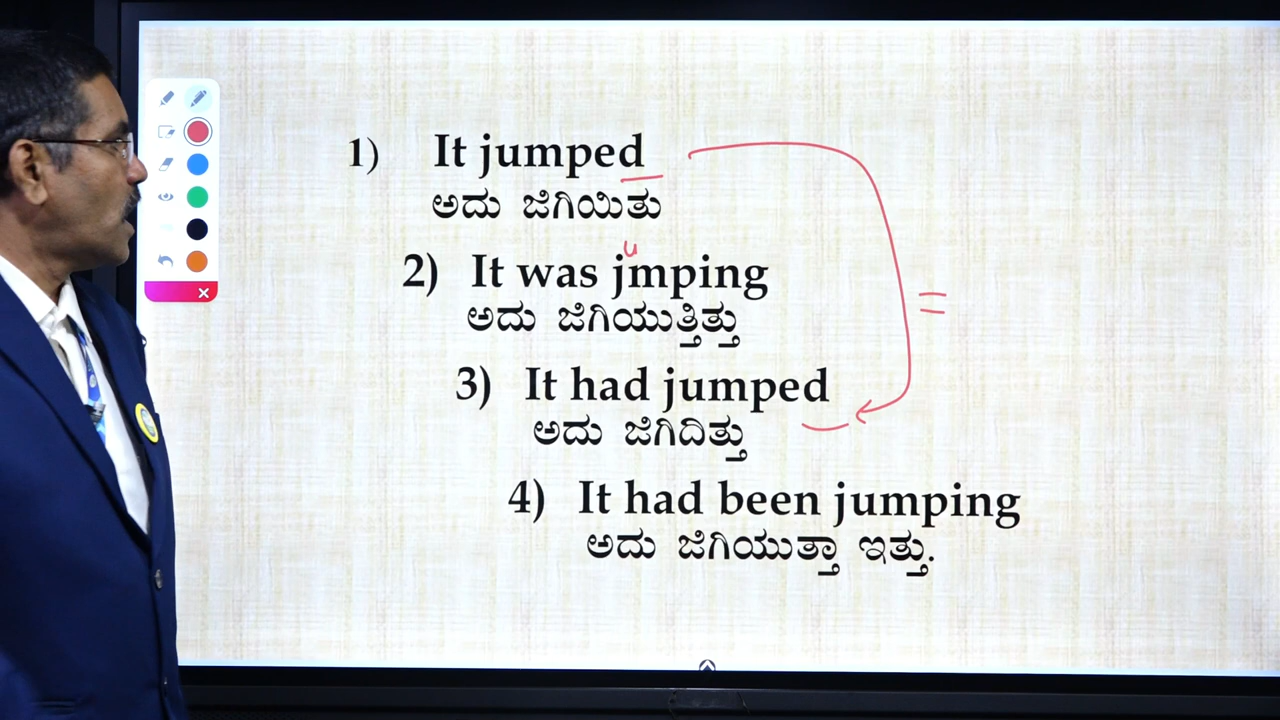 1) It jumped
ಅದು ಜಿಗಿಯಿತು
u
2) It was jmping
ಅದು ಜಿಗಿಯುತ್ತಿತ್ತು
=
3) It had jumped
ಅದು ಜಿಗಿದಿತ್ತು
4) It had been jumping
ಅದು ಜಿಗಿಯುತ್ತಾ ಇತ್ತು.